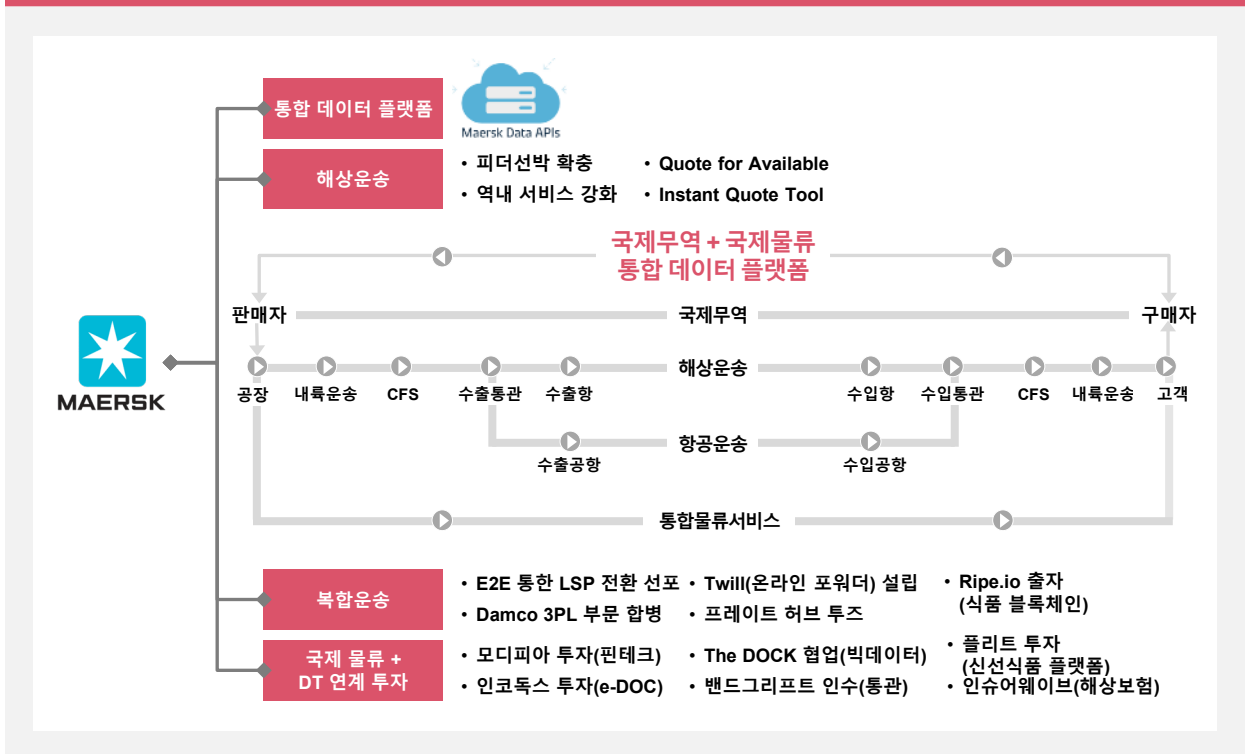 통합 데이터 플랫폼
Maersk Data APIs
해상운송
• 피더선박 확충
• 역내 서비스 강화
• Quote for Available
• Instant Quote Tool
국제무역 + 국제물류
통합 데이터 플랫폼
판매자
국제무역
구매자
MAERSK
해상운송
공장
내륙운송
CFS
수출통관
수출항
수입항
수입통관
CFS
내륙운송
고객
항공운송
수출공항
수입공항
통합물류서비스
복합운송
• E2E 통한 LSP 전환 선포
• Damco 3PL 부문 합병
• Twill(온라인 포워더) 설립
• 프레이트 허브 투즈
• Ripe.io 출자
(식품 블록체인)
국제 물류 +
DT 연계 투자
• 모디피아 투자(핀테크)
• 인코독스 투자(e-DOC)
• The DOCK 협업(빅데이터)
• 밴드그리프트 인수(통관)
• 플리트 투자
(신선식품 플랫폼)
• 인슈어웨이브(해상보험)